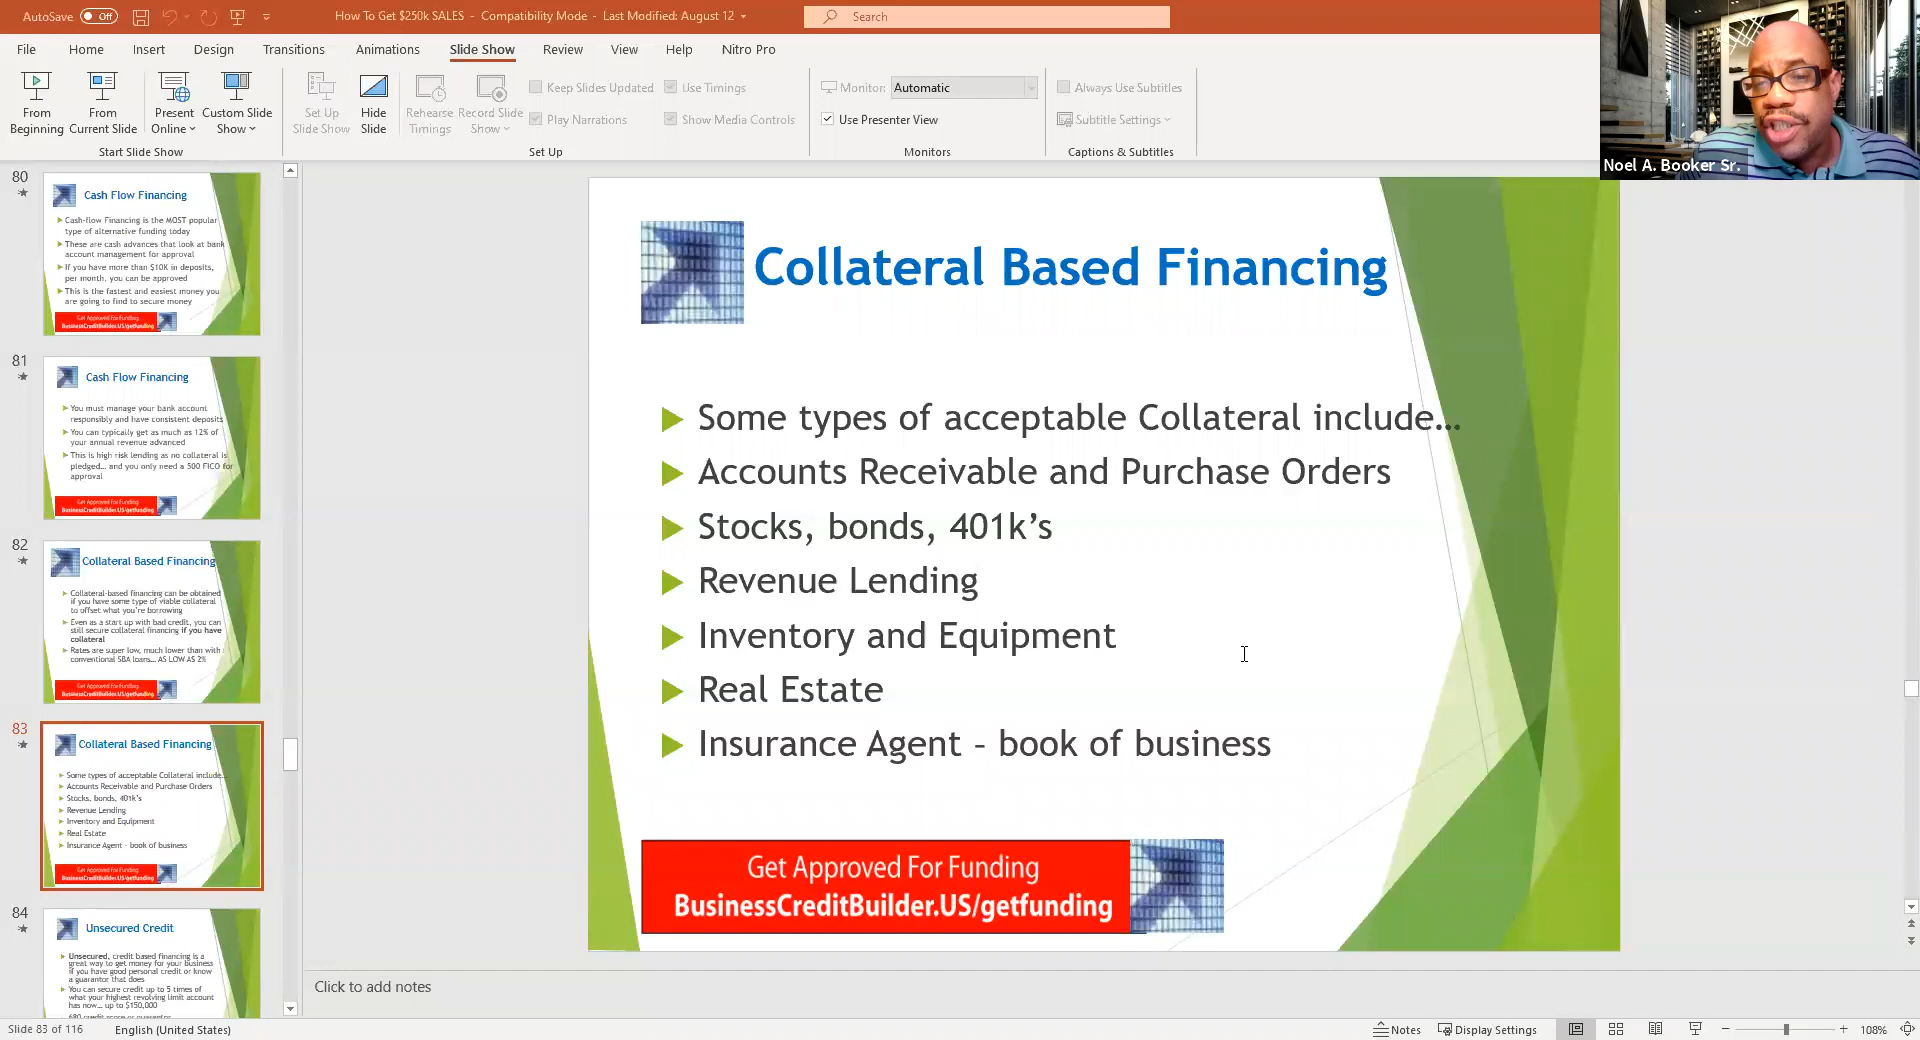 AutoSave Off How To Get $250k SALES - Compatibility Mode - Last Modified: August 12 Search
File Home Insert Design Transitions Animations Slide Show Review View Help Nitro Pro
From Beginning
From Current Slide
Present Online
Custom Slide Show
Start Slide Show
Set Up Slide Show
Hide Slide
Rehearse Timings
Record Slide Show
Keep Slides Updated
Play Narrations
Use Timings
Show Media Controls
Set Up
Monitor: Automatic
Use Presenter View
Monitors
Always Use Subtitles
Subtitle Settings
Captions & Subtitles
Noel A. Booker Sr.
80
Cash Flow Financing
Cash-flow Financing is the MOST popular
type of alternative funding today
These are cash advances that look at bank
account management for approval
If you have more than $10K in deposits,
per month, you can be approved
This is the fastest and easiest money you
are going to find to secure money
Get Approved For Funding
BusinessCreditBuilder.US/getfunding
81
Cash Flow Financing
You must manage your bank account
responsibly and have consistent deposits
You can typically get as much as 12% of
your annual revenue advanced
This is high risk lending as no collateral is
pledged... and you only need a 500 FICO for
approval
Get Approved For Funding
BusinessCreditBuilder.US/getfunding
82
Collateral Based Financing
Collateral-based financing can be obtained
if you have some type of viable collateral
to offset what you're borrowing
Even as a start up with bad credit, you can
still secure collateral financing if you have
collateral
Rates are super low, much lower than with
conventional SBA loans... AS LOW AS 2%
Get Approved For Funding
BusinessCreditBuilder.US/getfunding
83
Collateral Based Financing
Some types of acceptable Collateral include...
Accounts Receivable and Purchase Orders
Stocks, bonds, 401k's
Revenue Lending
Inventory and Equipment
Real Estate
Insurance Agent - book of business
Get Approved For Funding
BusinessCreditBuilder.US/getfunding
84
Unsecured Credit
Unsecured, credit based financing is a
great way to get money for your business
if you have good personal credit or know
a guarantor that does
You can secure credit up to 5 times of
what your highest revolving limit account
has now... up to $150,000
680 credit score or guarantor
Collateral Based Financing
Some types of acceptable Collateral include…
Accounts Receivable and Purchase Orders
Stocks, bonds, 401k’s
Revenue Lending
Inventory and Equipment
Real Estate
Insurance Agent – book of business
Get Approved For Funding
BusinessCreditBuilder.US/getfunding
Click to add notes
Slide 83 of 116 English (United States) Notes Display Settings 108%